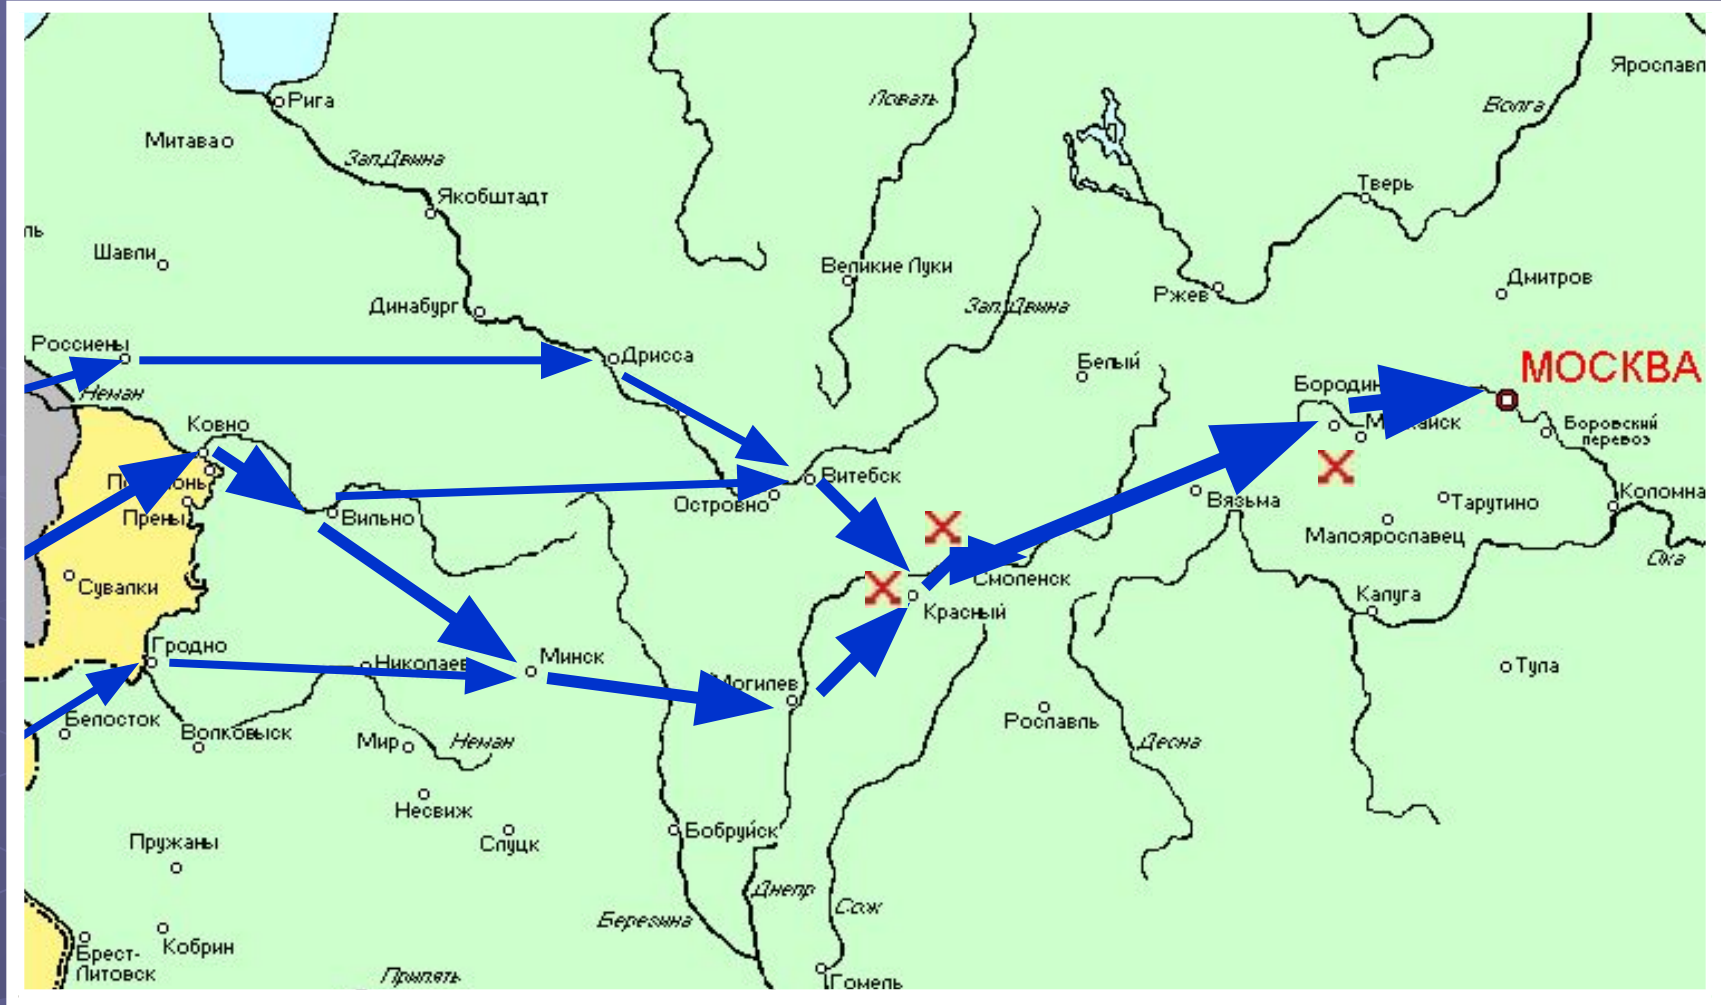 Ярославл
Волга
Ловать
Рига
Митава
Зап.Двина
Тверь
Якобштадт
ль
Шавли
Великие Луки
Дмитров
Ржев
Зап.Двина
Динабург
Россиены
Дрисса
Белый
МОСКВА
Бородин
Неман
Ковно
Боровский
перевоз
Витебск
Островно
Вязьма
Тарутино
Коломна
Вильно
Прены
Малоярославец
Ока
Сувалки
Смоленск
Калуга
Красный
Гродно
Николаев
Минск
Тула
Могилев
Белосток
Волковыск
Мир
Неман
Рославль
Десна
Несвиж
Слуцк
Бобруйск
Пружаны
Днепр
Сож
Березина
Брест-
Литовск
Кобрин
Припять
Гомель